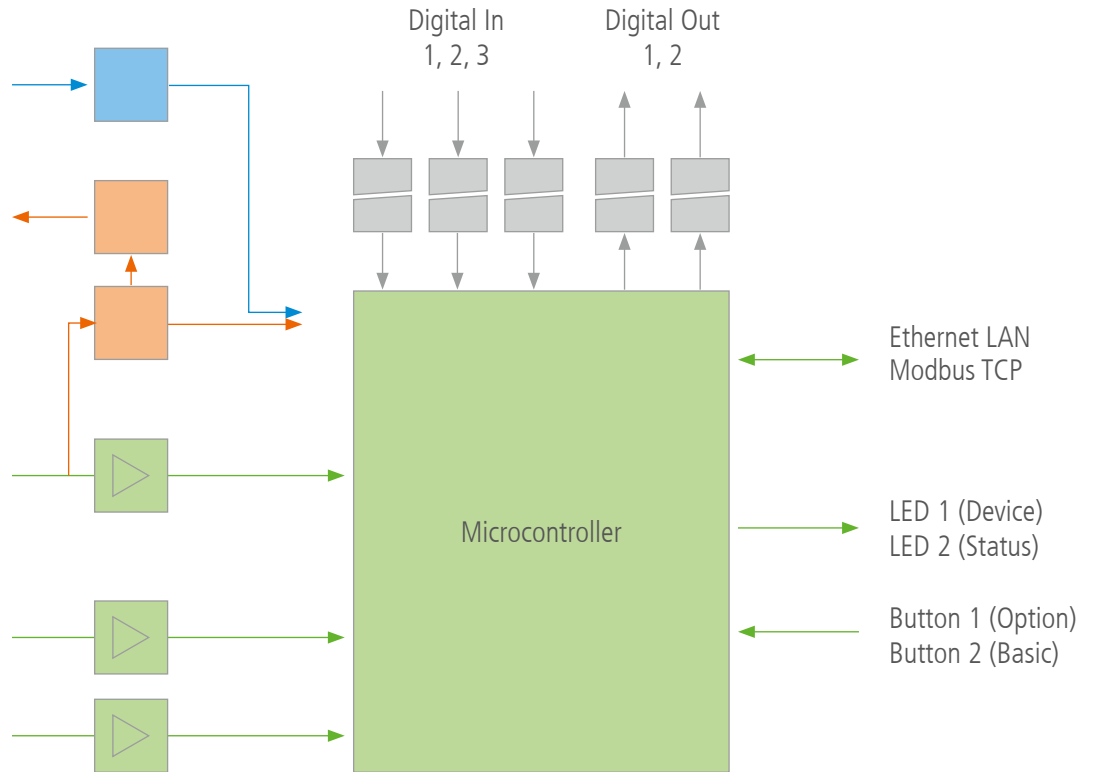 Digital In
1, 2, 3
Digital Out
1, 2
Ethernet LAN
Modbus TCP
Microcontroller
LED 1 (Device)
LED 2 (Status)
Button 1 (Option)
Button 2 (Basic)